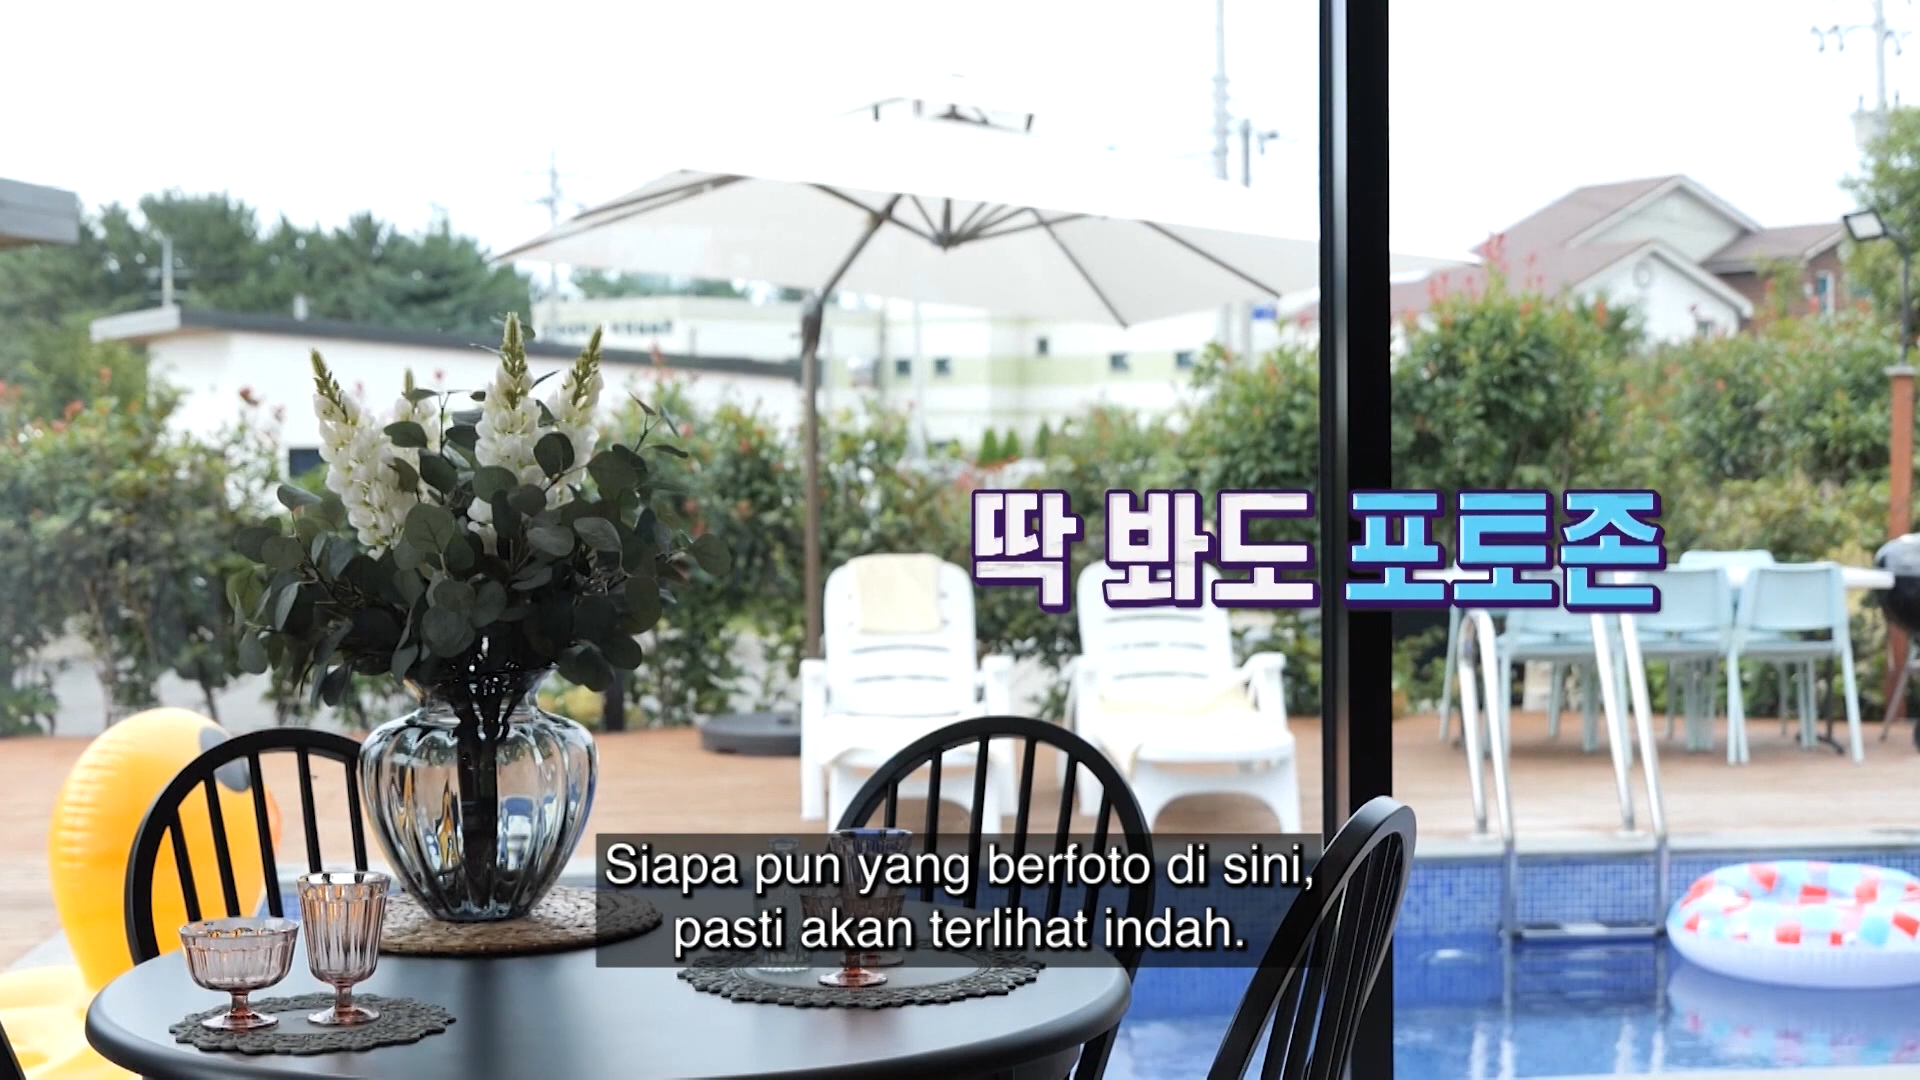 딱 봐도 포토존
Siapa pun yang berfoto di sini,
pasti akan terlihat indah.